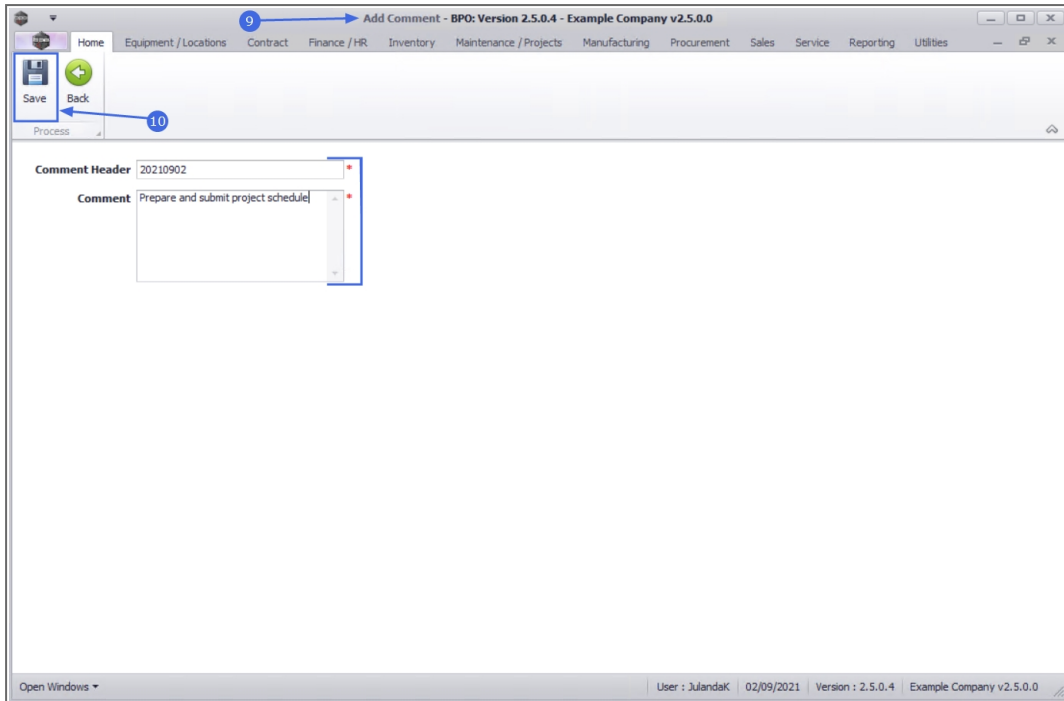 9
Add Comment - BPO: Version 2.5.0.4 - Example Company v2.5.0.0
Home Equipment / Locations Contract Finance / HR Inventory Maintenance / Projects Manufacturing Procurement Sales Service Reporting Utilities
Save Back
10
Process
Comment Header 20210902 *
Comment Prepare and submit project schedule *
Open Windows User : JulandaK 02/09/2021 Version : 2.5.0.4 Example Company v2.5.0.0